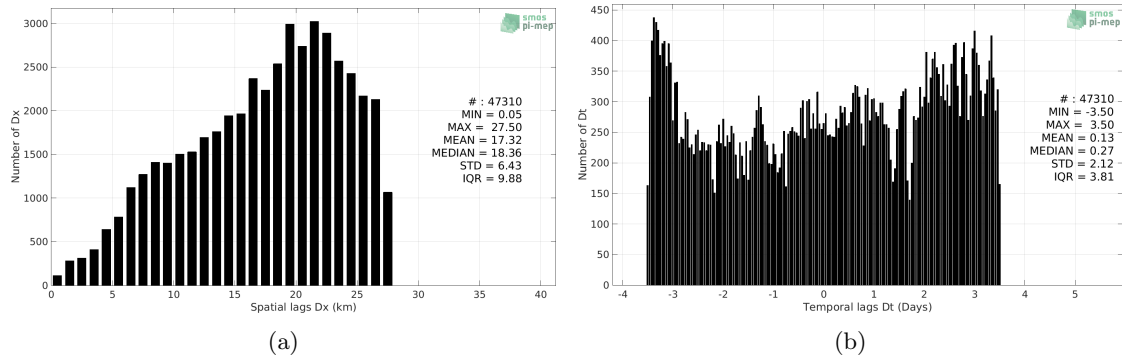 3000
2500
2000
1500
1000
500
0
Number of Dx
smos
pi-mep
# : 47310
MIN = 0.05
MAX = 27.50
MEAN = 17.32
MEDIAN = 18.36
STD = 6.43
IQR = 9.88
0 5 10 15 20 25 30 35 40
Spatial lags Dx (km)
(a)
450
400
350
300
250
200
150
100
50
0
Number of Dt
smos
pi-mep
# : 47310
MIN = -3.50
MAX = 3.50
MEAN = 0.13
MEDIAN = 0.27
STD = 2.12
IQR = 3.81
-4 -3 -2 -1 0 1 2 3 4 5
Temporal lags Dt (Days)
(b)